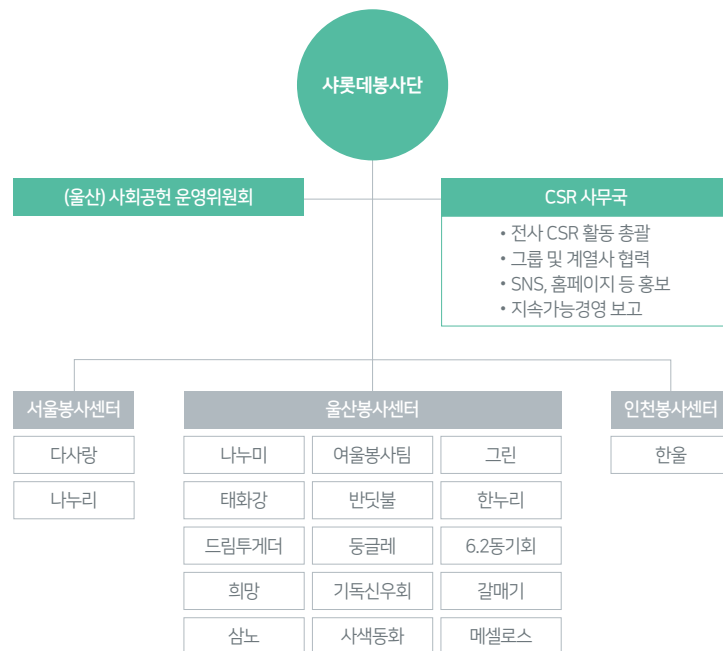 샤롯데봉사단
(울산) 사회공헌 운영위원회
CSR 사무국
• 전사 CSR 활동 총괄
• 그룹 및 계열사 협력
• SNS, 홈페이지 등 홍보
• 지속가능경영 보고
서울봉사센터
다사랑
나누리
울산봉사센터
나누미 여울봉사팀 그린
태화강 반딧불 한누리
드림투게더 둥글레 6.2동기회
희망 기독신우회 갈매기
삼노 사색동화 메셀로스
인천봉사센터
한울